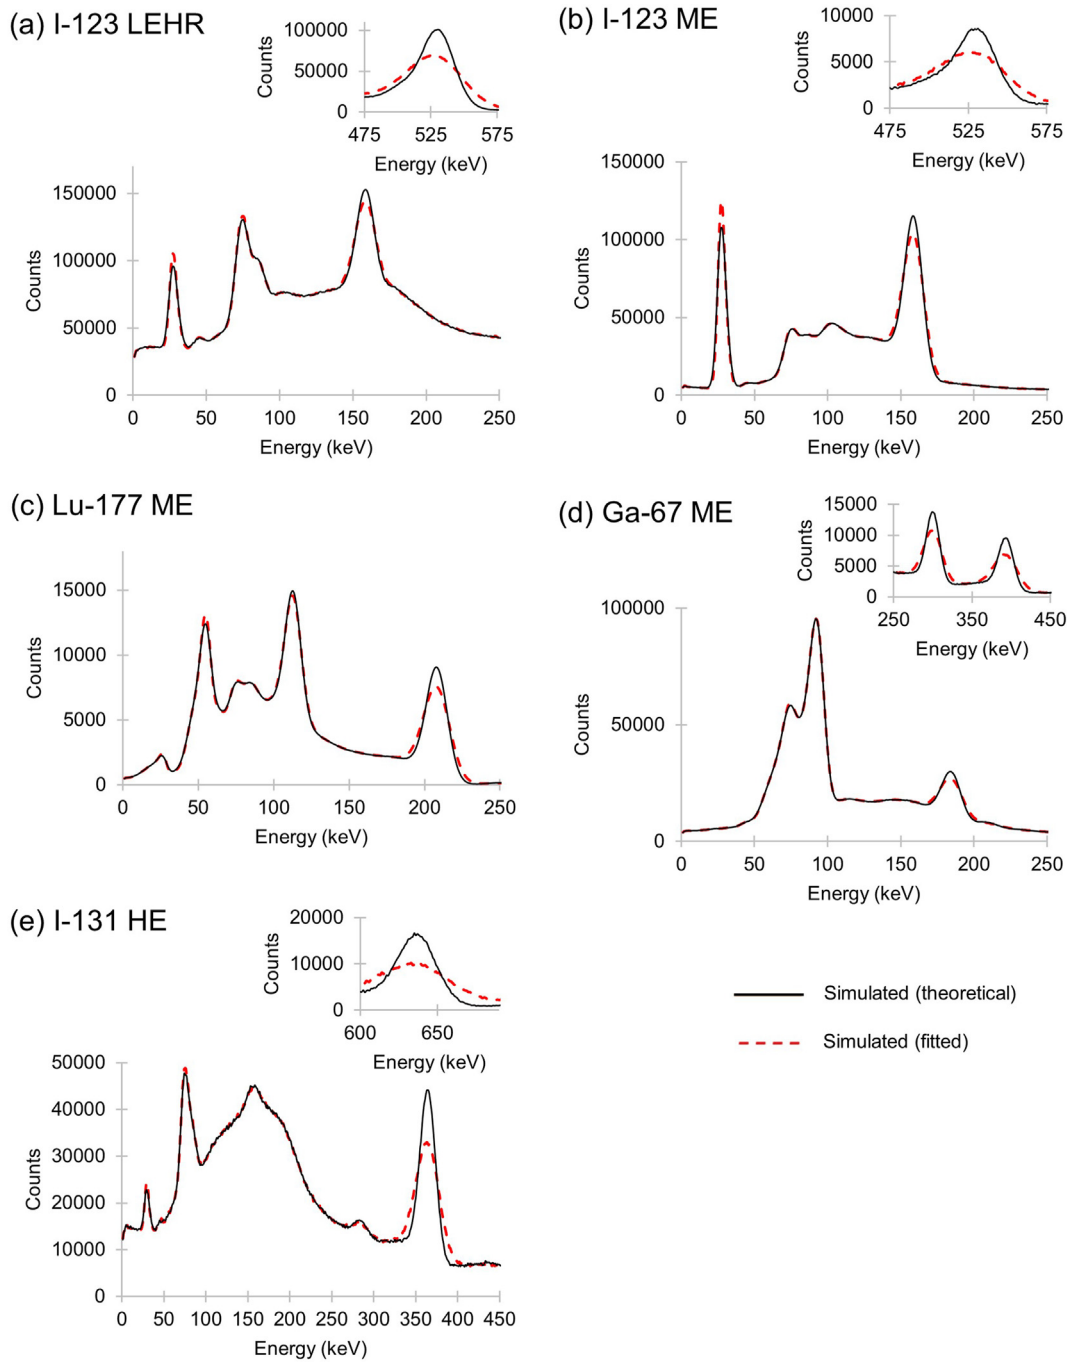 (a) I-123 LEHR
100000
50000
0
Counts
475 525 575
Energy (keV)
150000
100000
50000
0
Counts
0 50 100 150 200 250
Energy (keV)
(b) I-123 ME
10000
5000
0
Counts
475 525 575
Energy (keV)
150000
100000
50000
0
Counts
0 50 100 150 200 250
Energy (keV)
(c) Lu-177 ME
15000
10000
5000
0
Counts
0 50 100 150 200 250
Energy (keV)
(d) Ga-67 ME
15000
10000
5000
0
Counts
250 350 450
Energy (keV)
100000
50000
0
Counts
0 50 100 150 200 250
Energy (keV)
(e) I-131 HE
20000
10000
0
Counts
600 650
Energy (keV)
50000
40000
30000
20000
10000
0
Counts
0 50 100 150 200 250 300 350 400 450
Energy (keV)
Simulated (theoretical)
Simulated (fitted)